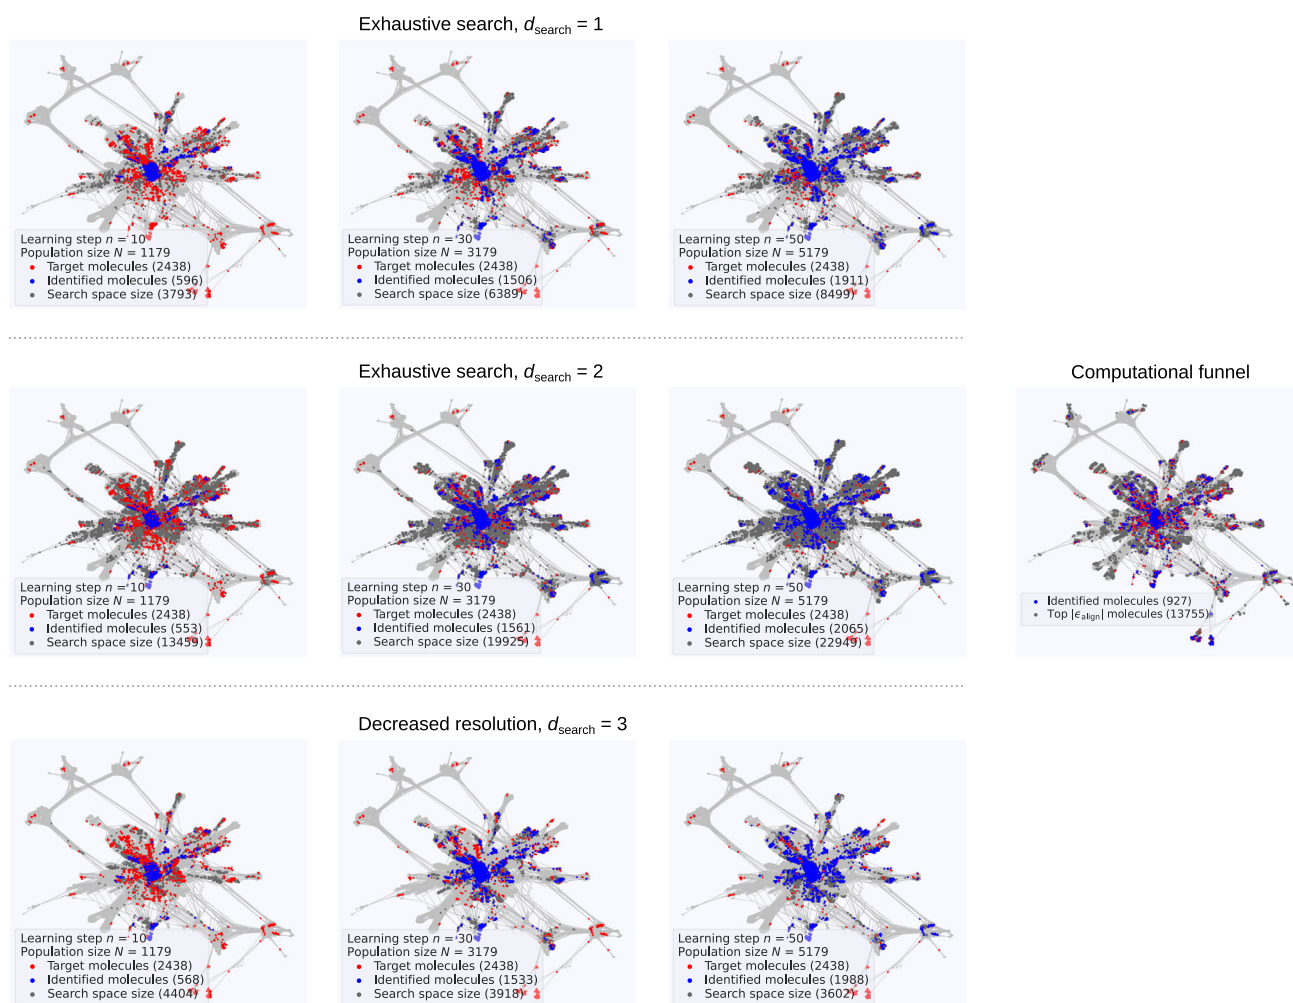 Exhaustive search, d_search = 1
Learning step n = 10
Population size N = 1179
Target molecules (2438)
Identified molecules (596)
Search space size (3793)
Learning step n = 30
Population size N = 3179
Target molecules (2438)
Identified molecules (1506)
Search space size (6389)
Learning step n = 50
Population size N = 5179
Target molecules (2438)
Identified molecules (1911)
Search space size (8499)
Exhaustive search, d_search = 2
Learning step n = 10
Population size N = 1179
Target molecules (2438)
Identified molecules (553)
Search space size (13459)
Learning step n = 30
Population size N = 3179
Target molecules (2438)
Identified molecules (1561)
Search space size (19925)
Learning step n = 50
Population size N = 5179
Target molecules (2438)
Identified molecules (2065)
Search space size (22949)
Computational funnel
Identified molecules (927)
Top |ϵ_align| molecules (13755)
Decreased resolution, d_search = 3
Learning step n = 10
Population size N = 1179
Target molecules (2438)
Identified molecules (568)
Search space size (4404)
Learning step n = 30
Population size N = 3179
Target molecules (2438)
Identified molecules (1533)
Search space size (3918)
Learning step n = 50
Population size N = 5179
Target molecules (2438)
Identified molecules (1988)
Search space size (3602)